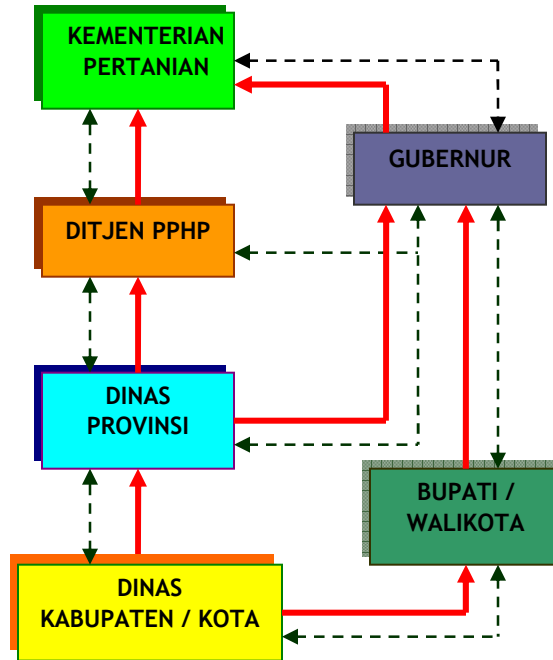 KEMENTERIAN
PERTANIAN
GUBERNUR
DITJEN PPHP
DINAS
PROVINSI
BUPATI /
WALIKOTA
DINAS
KABUPATEN / KOTA